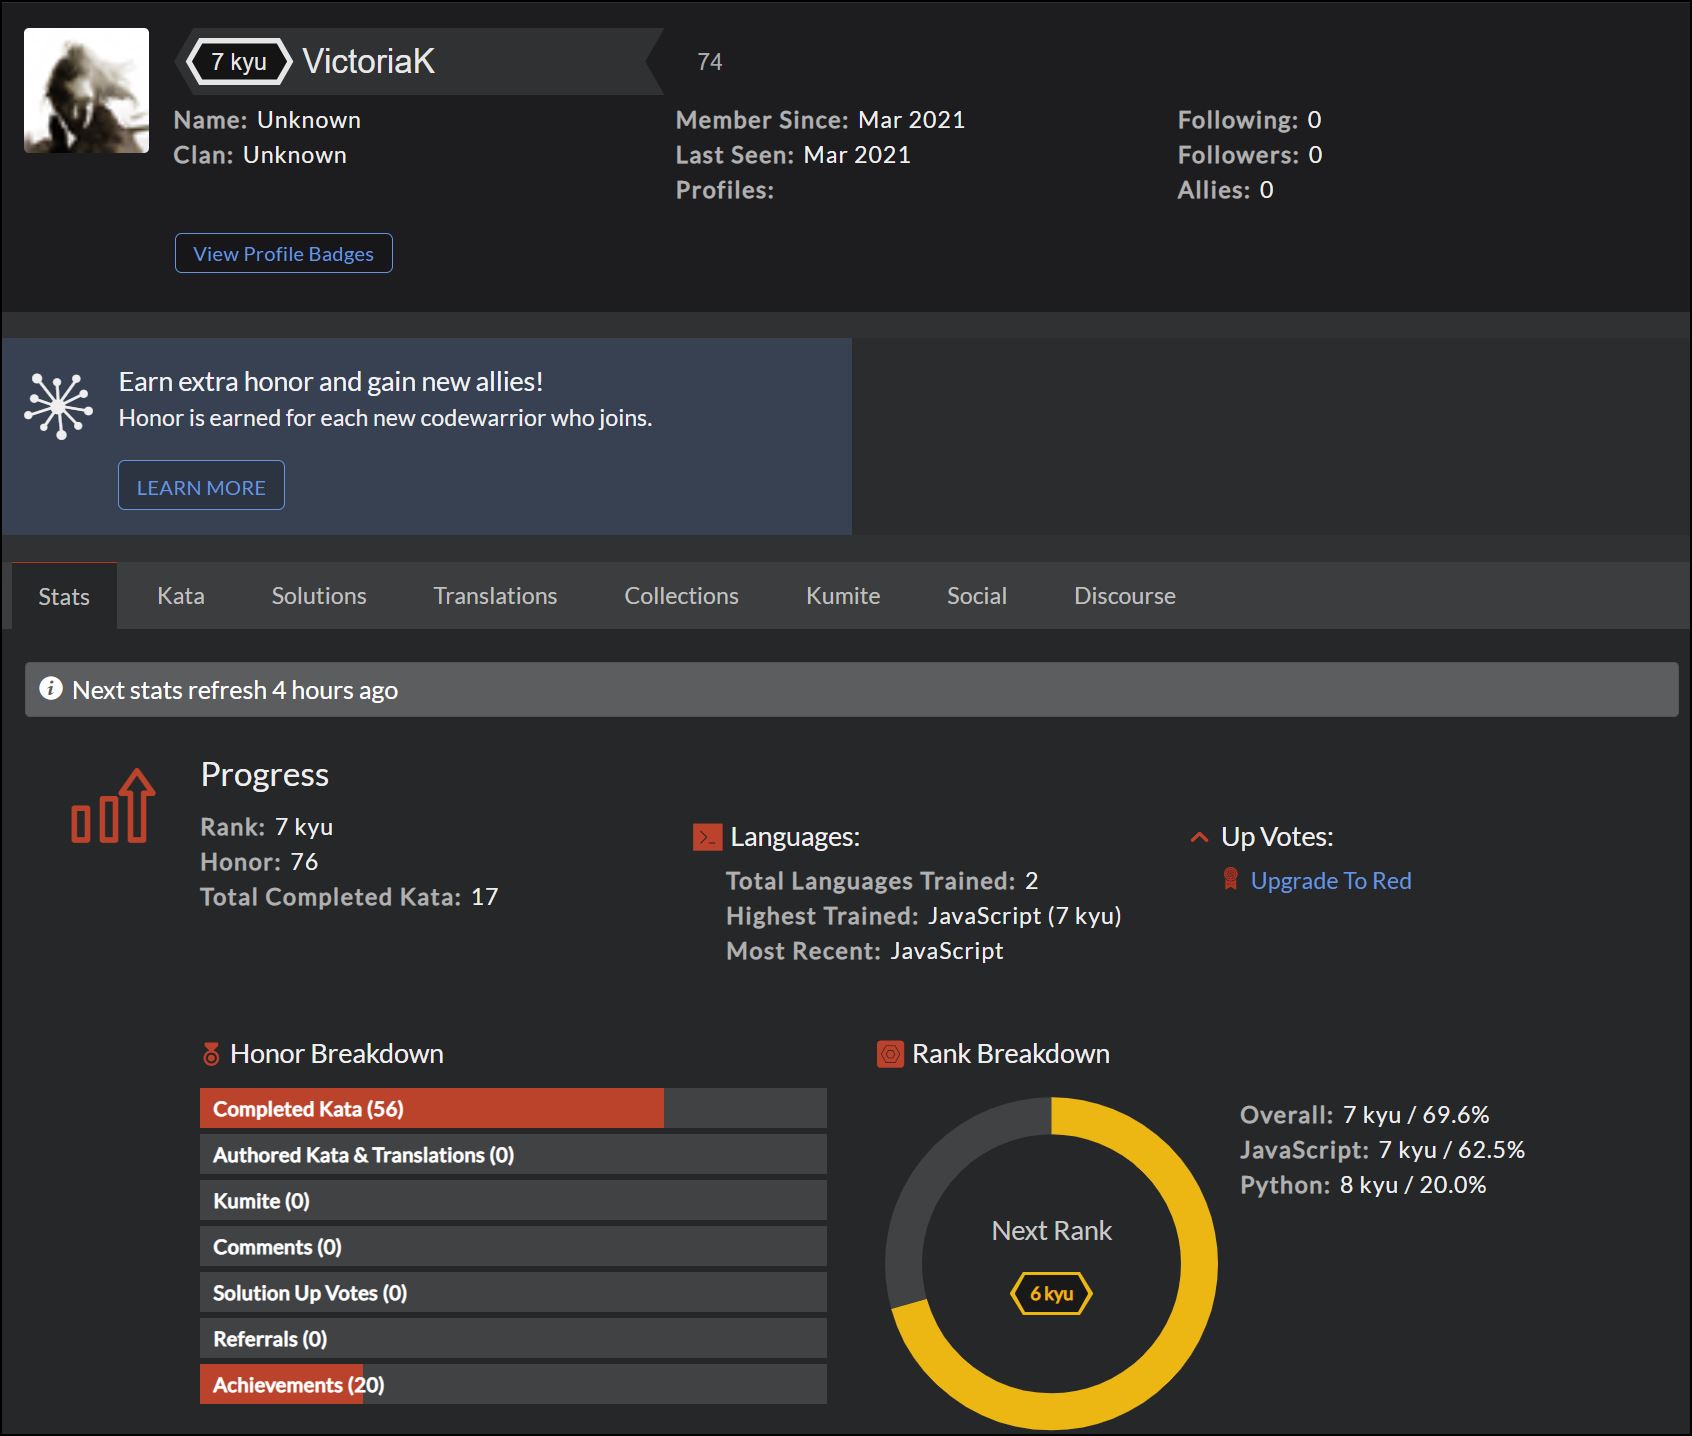 7 kyu VictoriaK 74
Name: Unknown
Clan: Unknown
Member Since: Mar 2021
Last Seen: Mar 2021
Profiles:
Following: 0
Followers: 0
Allies: 0
View Profile Badges
Earn extra honor and gain new allies!
Honor is earned for each new codewarrior who joins.
LEARN MORE
Stats Kata Solutions Translations Collections Kumite Social Discourse
Next stats refresh 4 hours ago
Progress
Rank: 7 kyu
Honor: 76
Total Completed Kata: 17
Languages:
Total Languages Trained: 2
Highest Trained: JavaScript (7 kyu)
Most Recent: JavaScript
Up Votes:
Upgrade To Red
Honor Breakdown
Completed Kata (56)
Authored Kata & Translations (0)
Kumite (0)
Comments (0)
Solution Up Votes (0)
Referrals (0)
Achievements (20)
Rank Breakdown
Next Rank
6 kyu
Overall: 7 kyu / 69.6%
JavaScript: 7 kyu / 62.5%
Python: 8 kyu / 20.0%